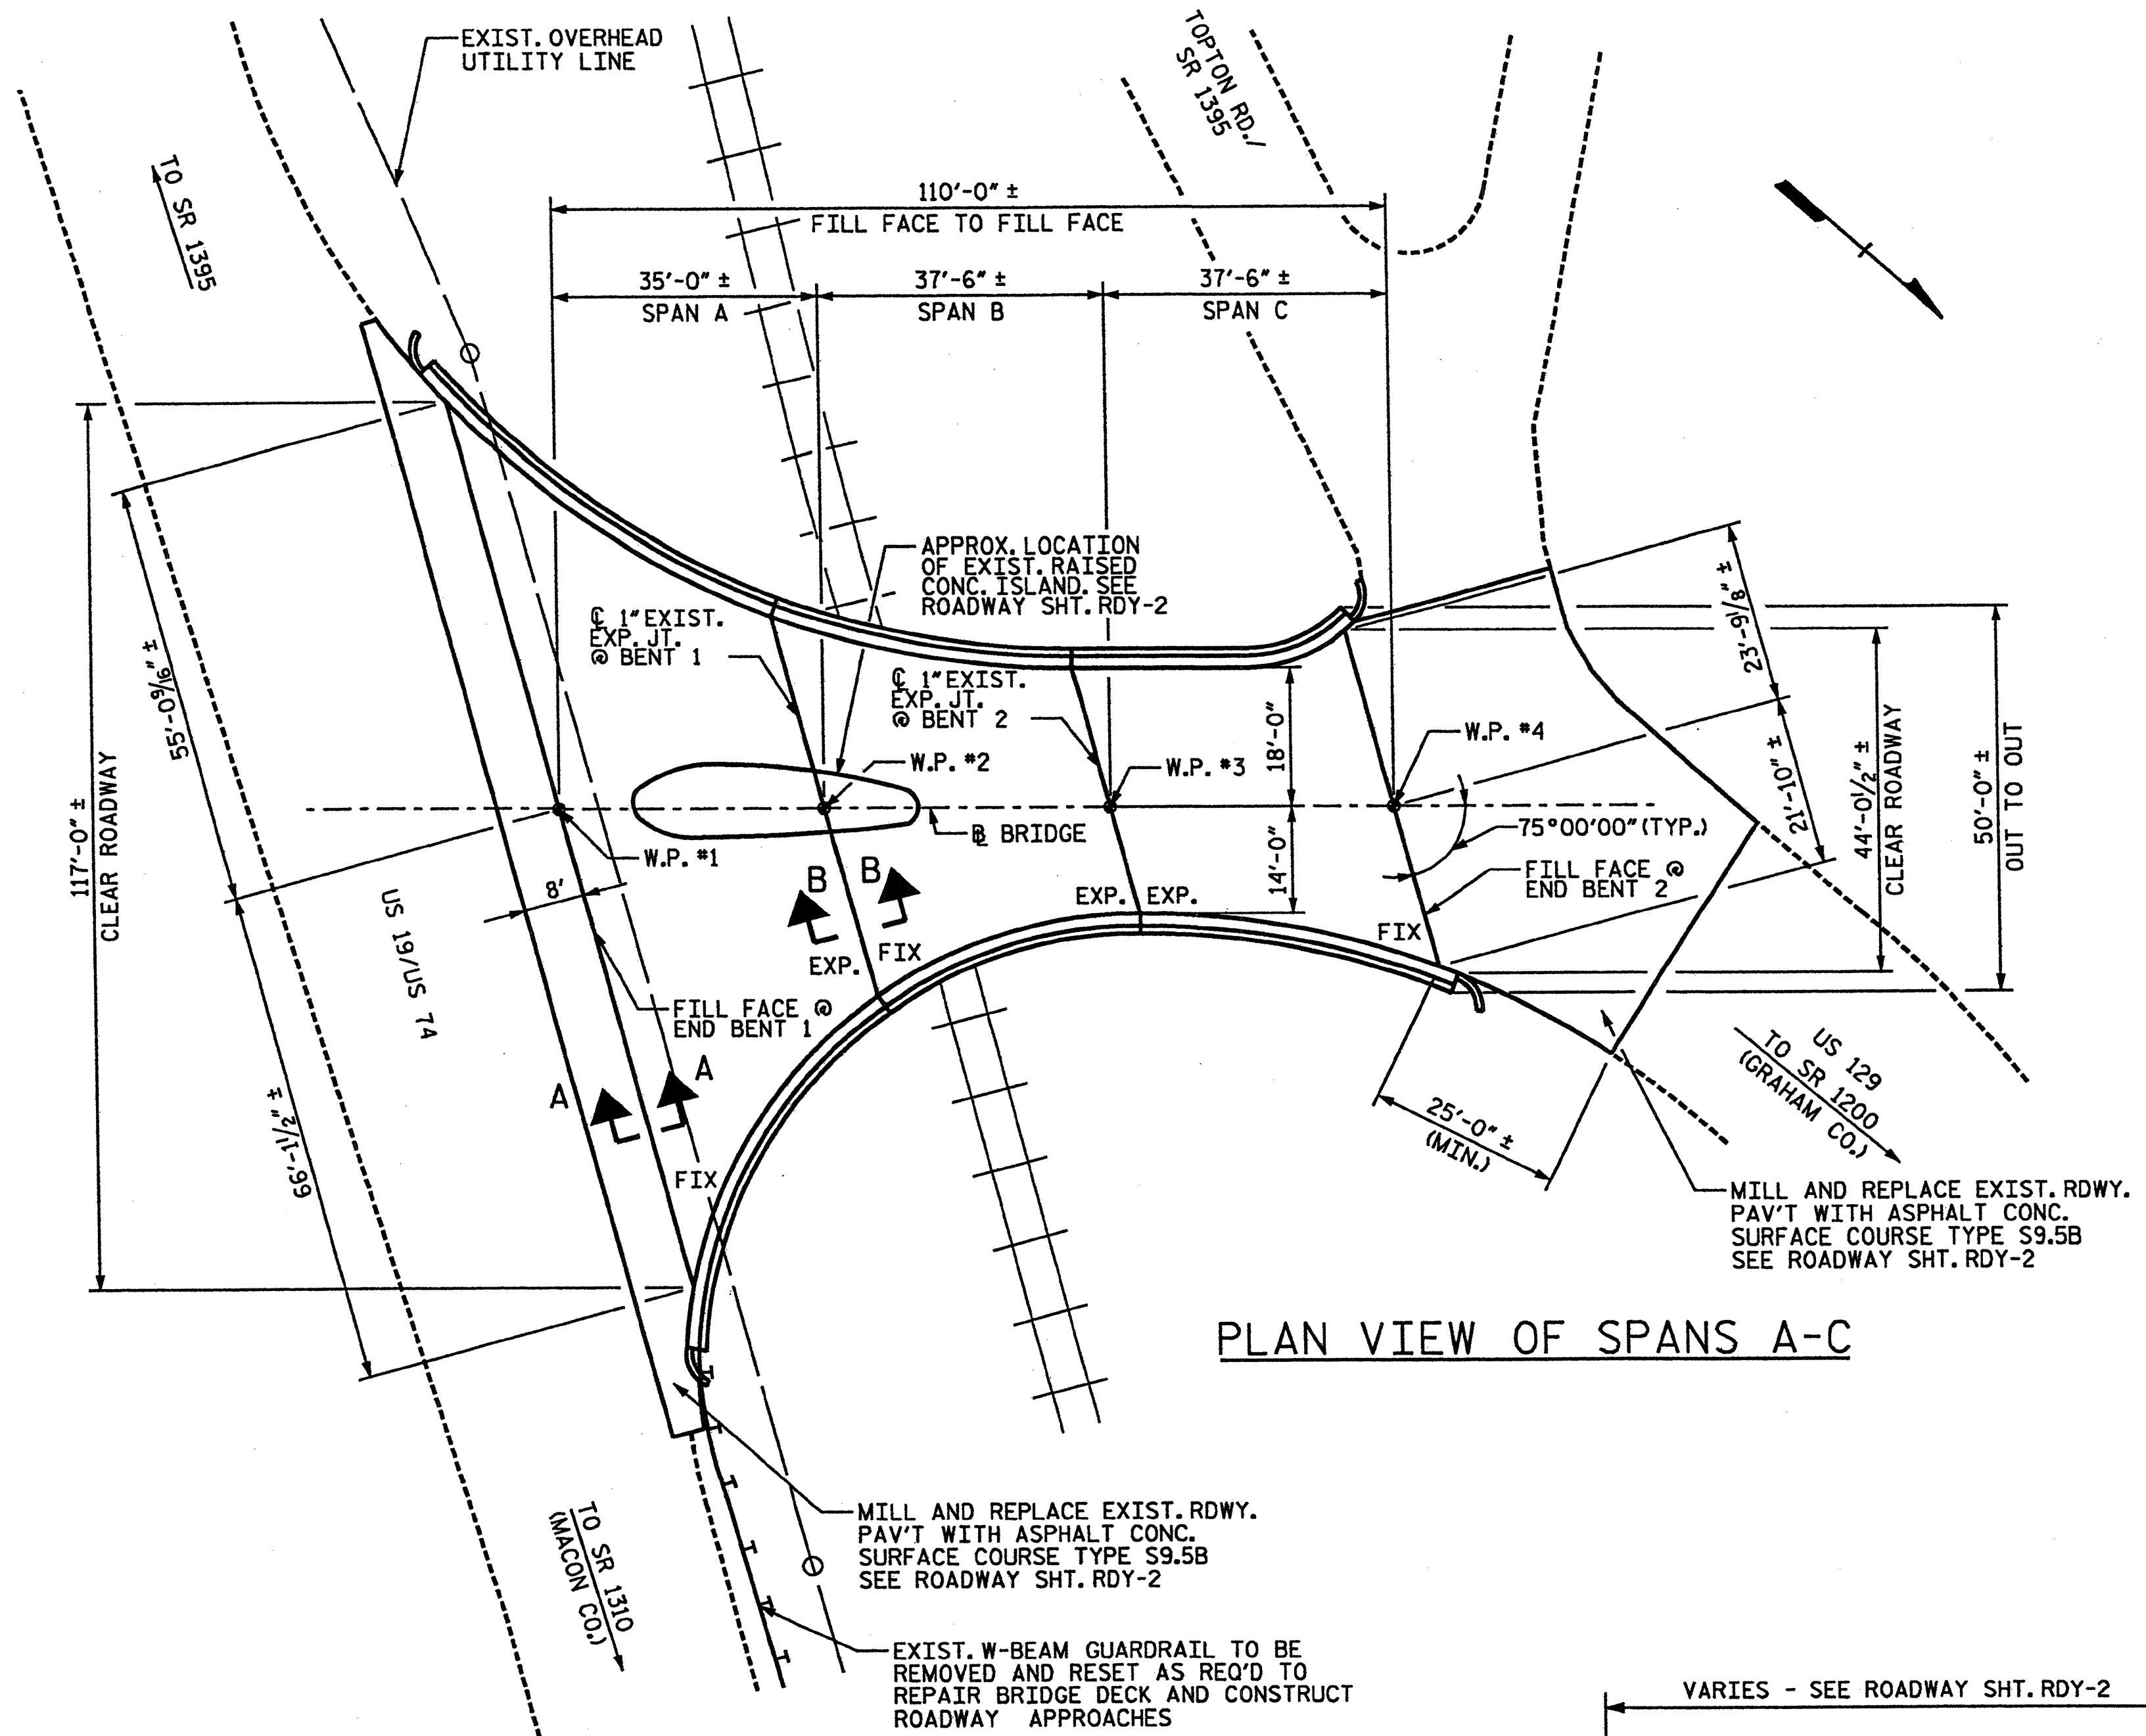 EXIST. OVERHEAD
UTILITY LINE
TOPTON RD./
SR 1395
TO SR 1395
110'-0" ±
FILL FACE TO FILL FACE
35'-0" ±
SPAN A
37'-6" ±
SPAN B
37'-6" ±
SPAN C
APPROX. LOCATION
OF EXIST. RAISED
CONC. ISLAND. SEE
ROADWAY SHT. RDY-2
℄ 1" EXIST.
EXP. JT.
@ BENT 1
℄ 1" EXIST.
EXP. JT.
@ BENT 2
W.P. #1
W.P. #2
W.P. #3
W.P. #4
18'-0"
14'-0"
BL BRIDGE
75°00'00" (TYP.)
FILL FACE @
END BENT 2
23'-9 1/8" ±
21'-10" ±
44'-0 1/2" ±
CLEAR ROADWAY
50'-0" ±
OUT TO OUT
117'-0" ±
CLEAR ROADWAY
55'-0 9/16" ±
66'-1 1/2" ±
8'
US 19/US 74
B
B
EXP.
FIX
EXP.
EXP.
FIX
FILL FACE @
END BENT 1
A
A
FIX
25'-0" ±
(MIN.)
US 129
TO SR 1200
(GRAHAM CO.)
MILL AND REPLACE EXIST. RDWY.
PAV'T WITH ASPHALT CONC.
SURFACE COURSE TYPE S9.5B
SEE ROADWAY SHT. RDY-2
PLAN VIEW OF SPANS A-C
MILL AND REPLACE EXIST. RDWY.
PAV'T WITH ASPHALT CONC.
SURFACE COURSE TYPE S9.5B
SEE ROADWAY SHT. RDY-2
TO SR 1310
(MACON CO.)
EXIST. W-BEAM GUARDRAIL TO BE
REMOVED AND RESET AS REQ'D TO
REPAIR BRIDGE DECK AND CONSTRUCT
ROADWAY APPROACHES
VARIES - SEE ROADWAY SHT. RDY-2